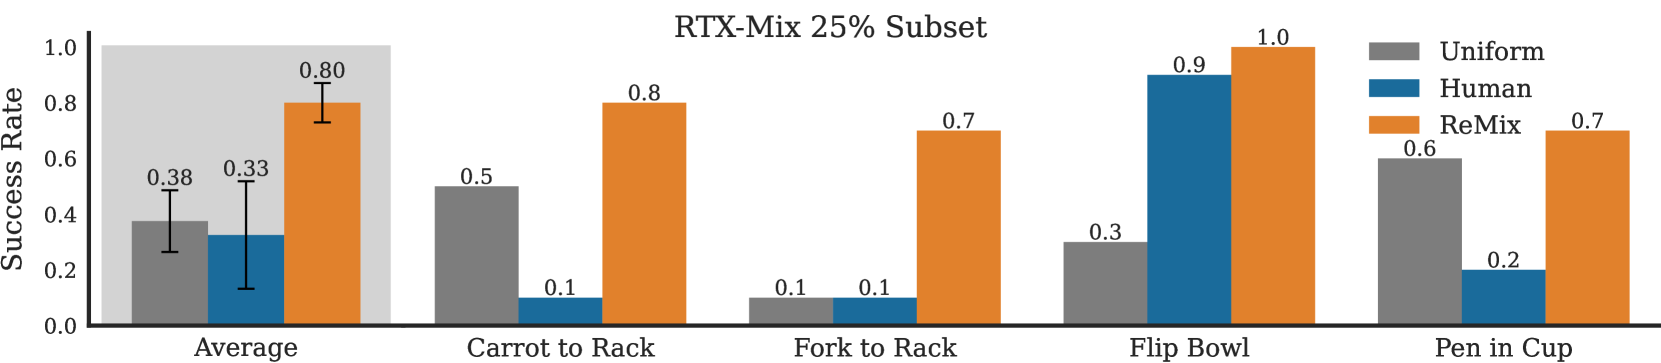 RTX-Mix 25% Subset
Success Rate
1.0
0.8
0.6
0.4
0.2
0.0
0.38
0.33
0.80
0.5
0.1
0.8
0.1
0.1
0.7
0.3
0.9
1.0
0.6
0.2
0.7
Uniform
Human
ReMix
Average
Carrot to Rack
Fork to Rack
Flip Bowl
Pen in Cup